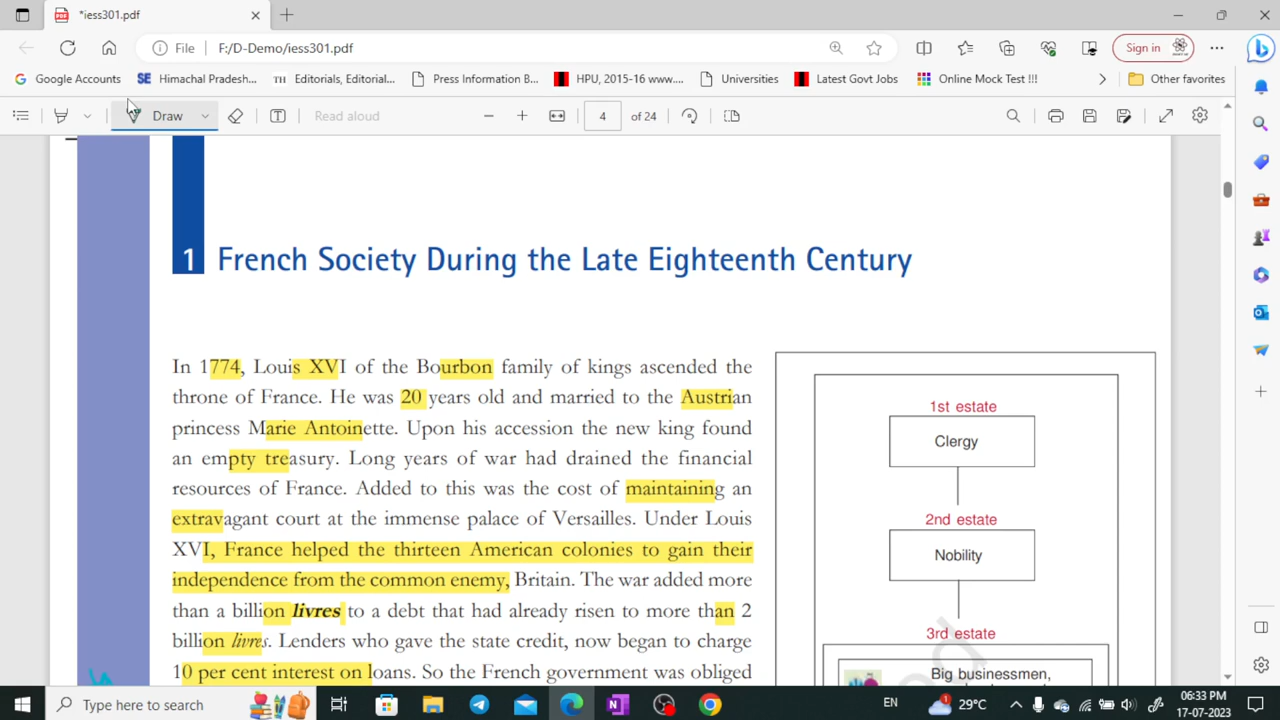 *iess301.pdf
File F:/D-Demo/iess301.pdf Sign in
Google Accounts SE Himachal Pradesh... TH Editorials, Editorial... Press Information B... HPU, 2015-16 www.... Universities Latest Govt Jobs Online Mock Test !!! Other favorites
Draw Read aloud 4 of 24
1 French Society During the Late Eighteenth Century
In 1774, Louis XVI of the Bourbon family of kings ascended the
throne of France. He was 20 years old and married to the Austrian
princess Marie Antoinette. Upon his accession the new king found
an empty treasury. Long years of war had drained the financial
resources of France. Added to this was the cost of maintaining an
extravagant court at the immense palace of Versailles. Under Louis
XVI, France helped the thirteen American colonies to gain their
independence from the common enemy, Britain. The war added more
than a billion livres to a debt that had already risen to more than 2
billion livres. Lenders who gave the state credit, now began to charge
10 per cent interest on loans. So the French government was obliged
1st estate
Clergy
2nd estate
Nobility
3rd estate
Big businessmen,
Type here to search
1 29°C EN 06:33 PM
17-07-2023